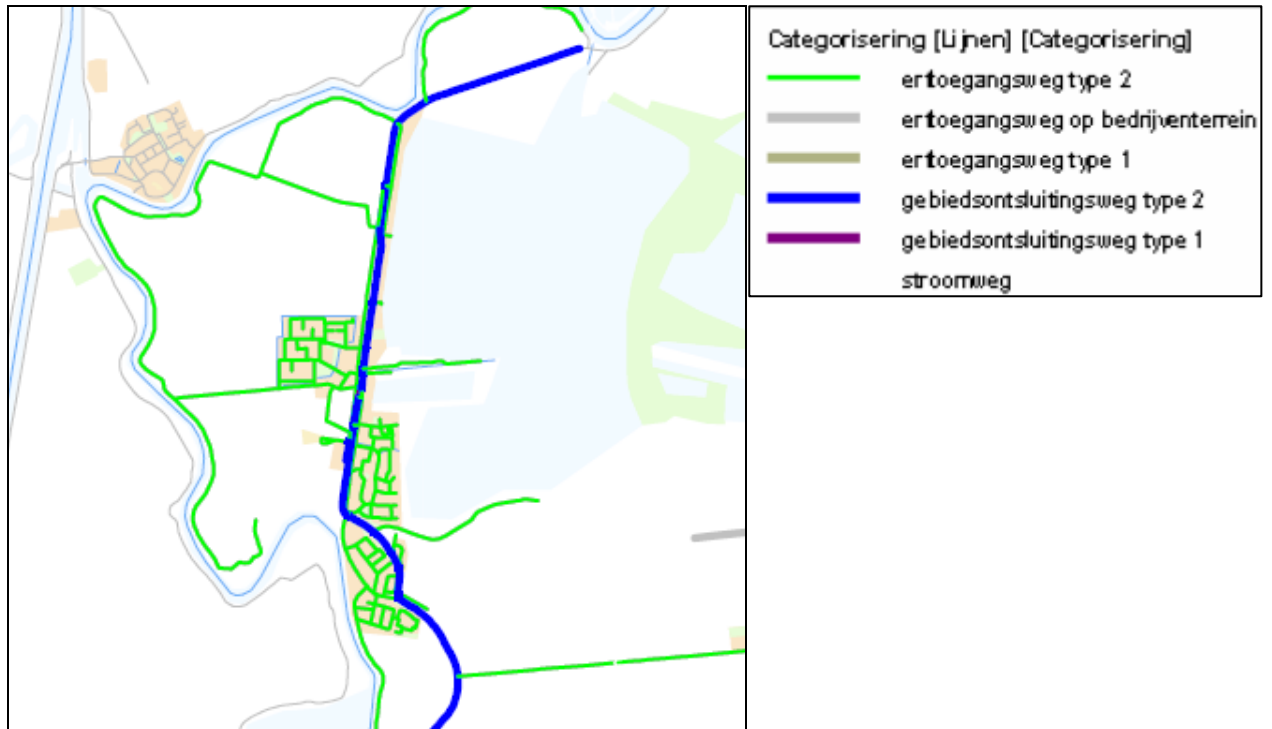 Categorisering [Lijnen] [Categorisering]
erftoegangsweg type 2
erftoegangsweg op bedrijventerrein
erftoegangsweg type 1
gebiedsontsluitingsweg type 2
gebiedsontsluitingsweg type 1
stroomweg